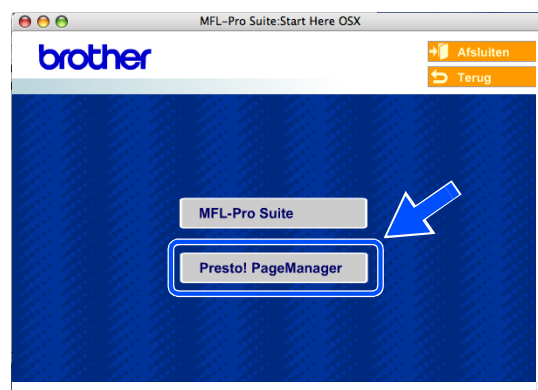 MFL-Pro Suite:Start Here OSX
brother
Afsluiten
Terug
MFL-Pro Suite
Presto! PageManager